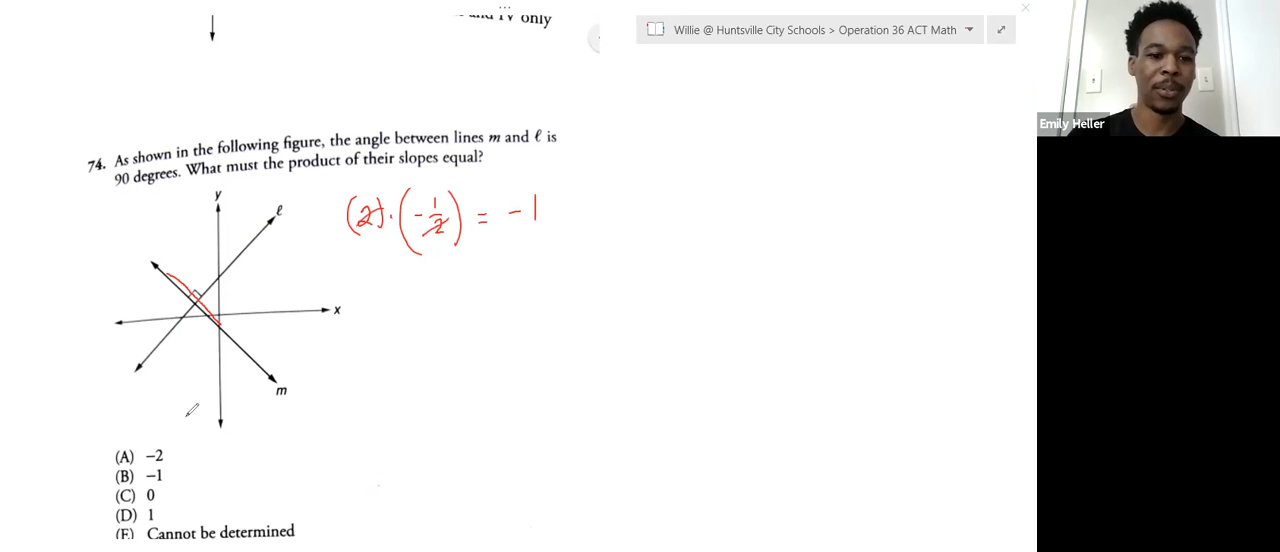 and IV only
Willie @ Huntsville City Schools > Operation 36 ACT Math
Emily Heller
74. As shown in the following figure, the angle between lines m and ℓ is
90 degrees. What must the product of their slopes equal?
y
ℓ
(2)·(-1/2) = -1
x
m
(A) -2
(B) -1
(C) 0
(D) 1
(E) Cannot be determined